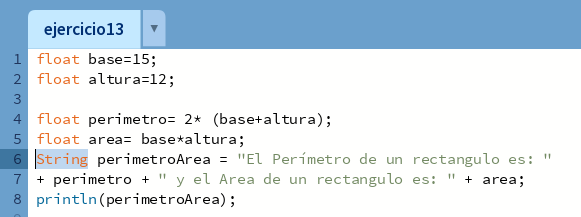 ejercicio13
1 float base=15;
2 float altura=12;
3
4 float perimetro= 2* (base+altura);
5 float area= base*altura;
6 String perimetroArea = "El Perímetro de un rectangulo es: "
7 + perimetro + " y el Area de un rectangulo es: " + area;
8 println(perimetroArea);